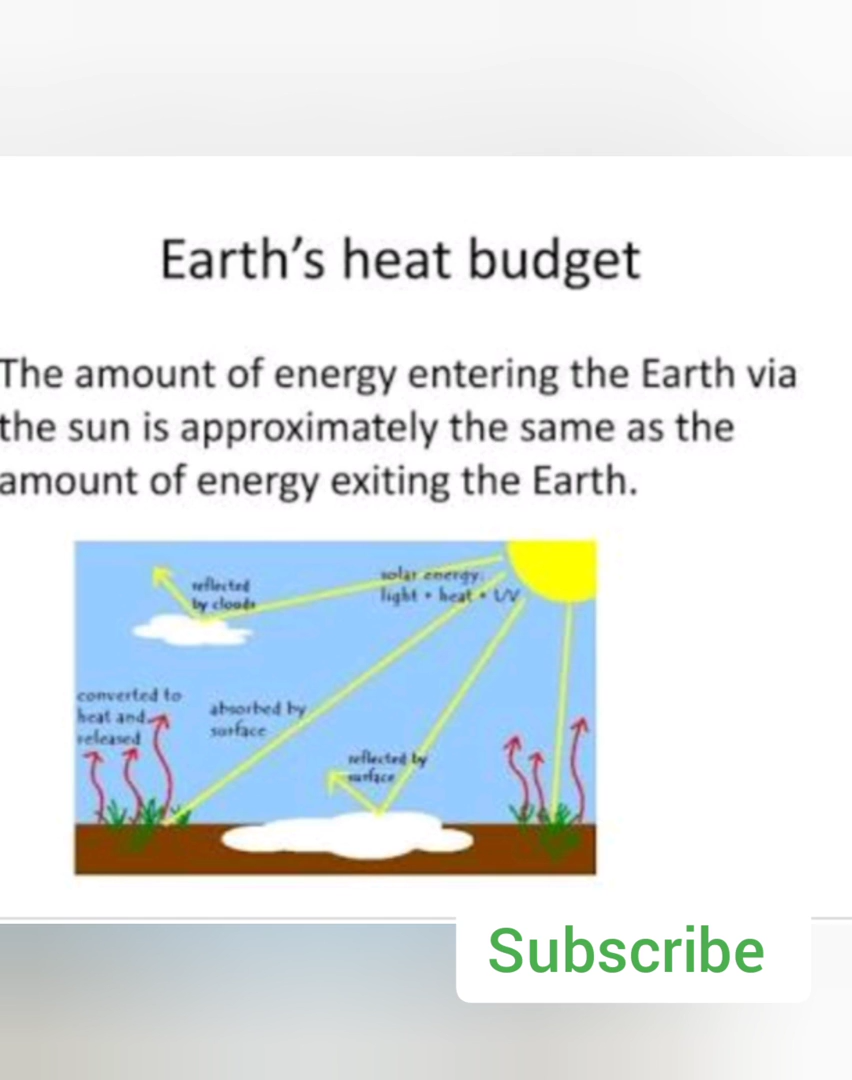 Earth's heat budget
The amount of energy entering the Earth via
the sun is approximately the same as the
amount of energy exiting the Earth.
solar energy:
light + heat + UV
reflected
by clouds
converted to
heat and
released
absorbed by
surface
reflected by
surface
Subscribe